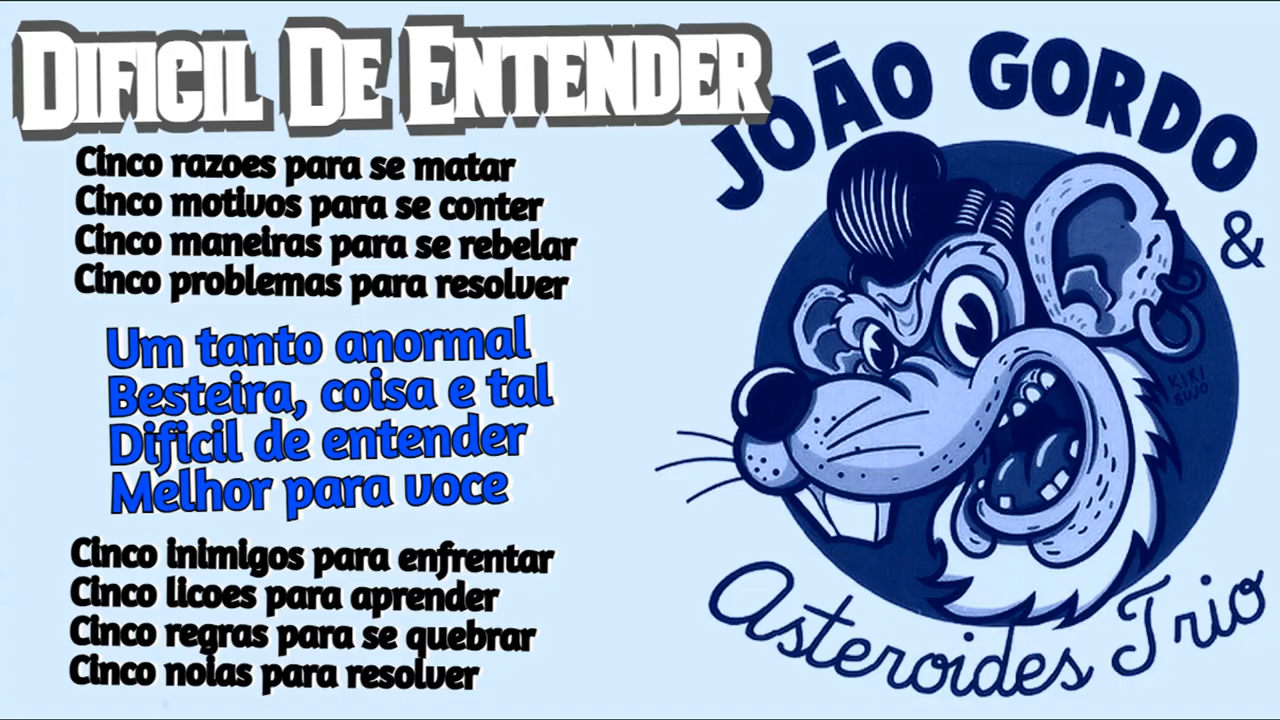 Dificil De Entender
Cinco razoes para se matar
Cinco motivos para se conter
Cinco maneiras para se rebelar
Cinco problemas para resolver
Um tanto anormal
Besteira, coisa e tal
Dificil de entender
Melhor para voce
Cinco inimigos para enfrentar
Cinco licoes para aprender
Cinco regras para se quebrar
Cinco noias para resolver
JOÃO GORDO
&
KIKI
SUJO
Asteroides Trio